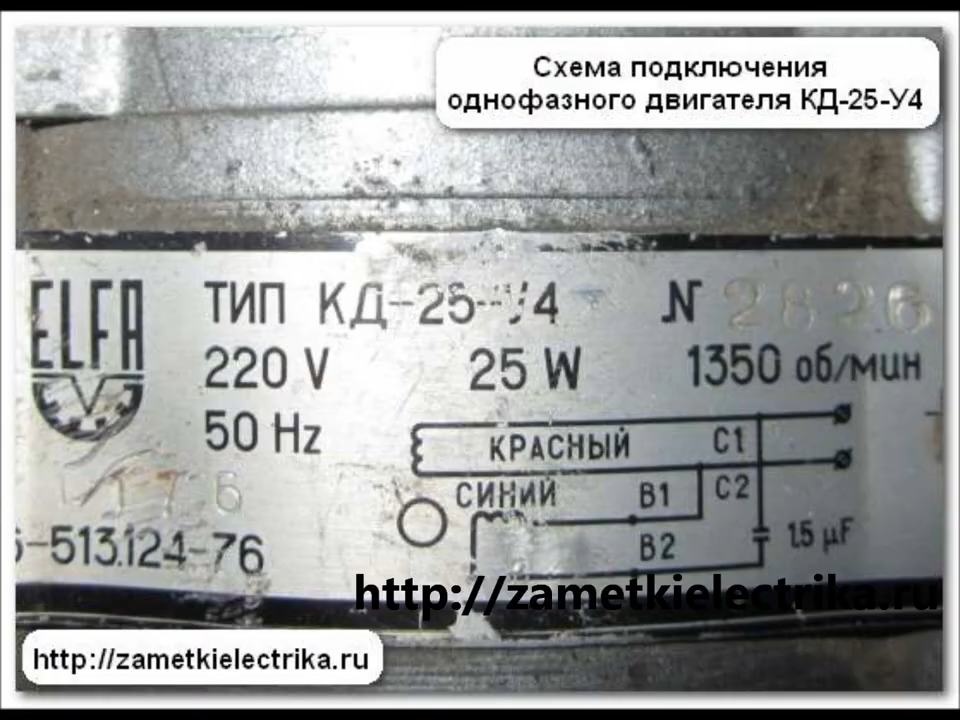 Схема подключения
однофазного двигателя КД-25-У4
ELFA
ТИП КД-25-У4 № 2826
220 V 25 W 1350 об/мин
50 Hz
КРАСНЫЙ C1
176
СИНИЙ B1 C2
-513.124-76
B2 1,5 µF
http://zametkielectrika.ru
http://zametkielectrika.ru